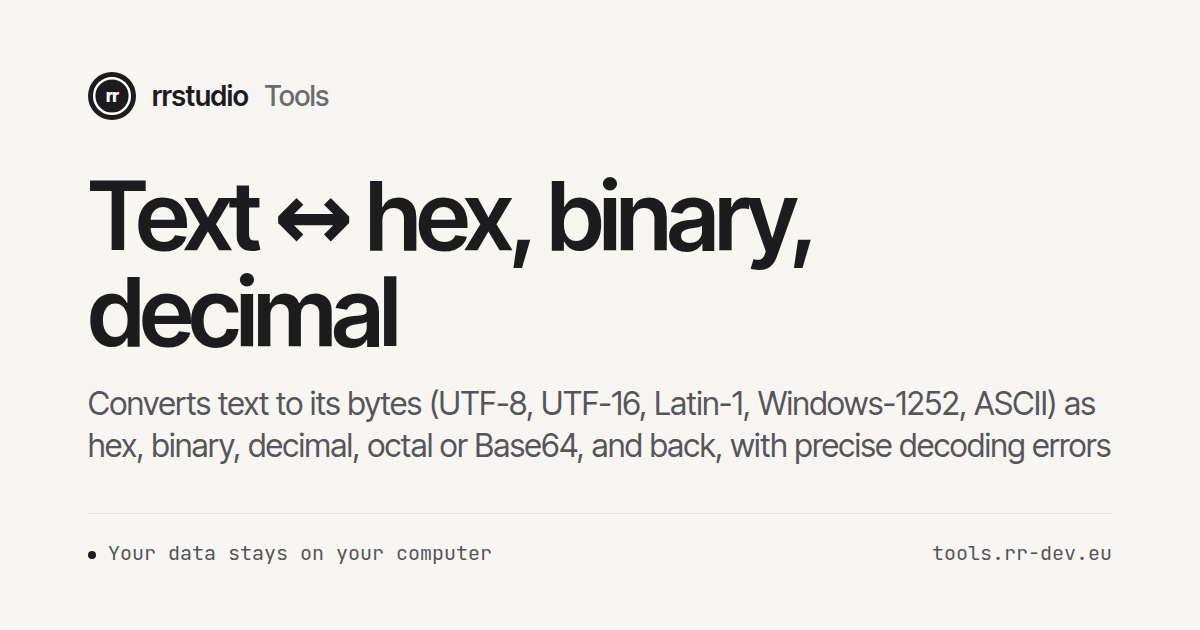 rr rrstudio Tools
Text ↔ hex, binary,
decimal
Converts text to its bytes (UTF-8, UTF-16, Latin-1, Windows-1252, ASCII) as
hex, binary, decimal, octal or Base64, and back, with precise decoding errors
Your data stays on your computer
tools.rr-dev.eu